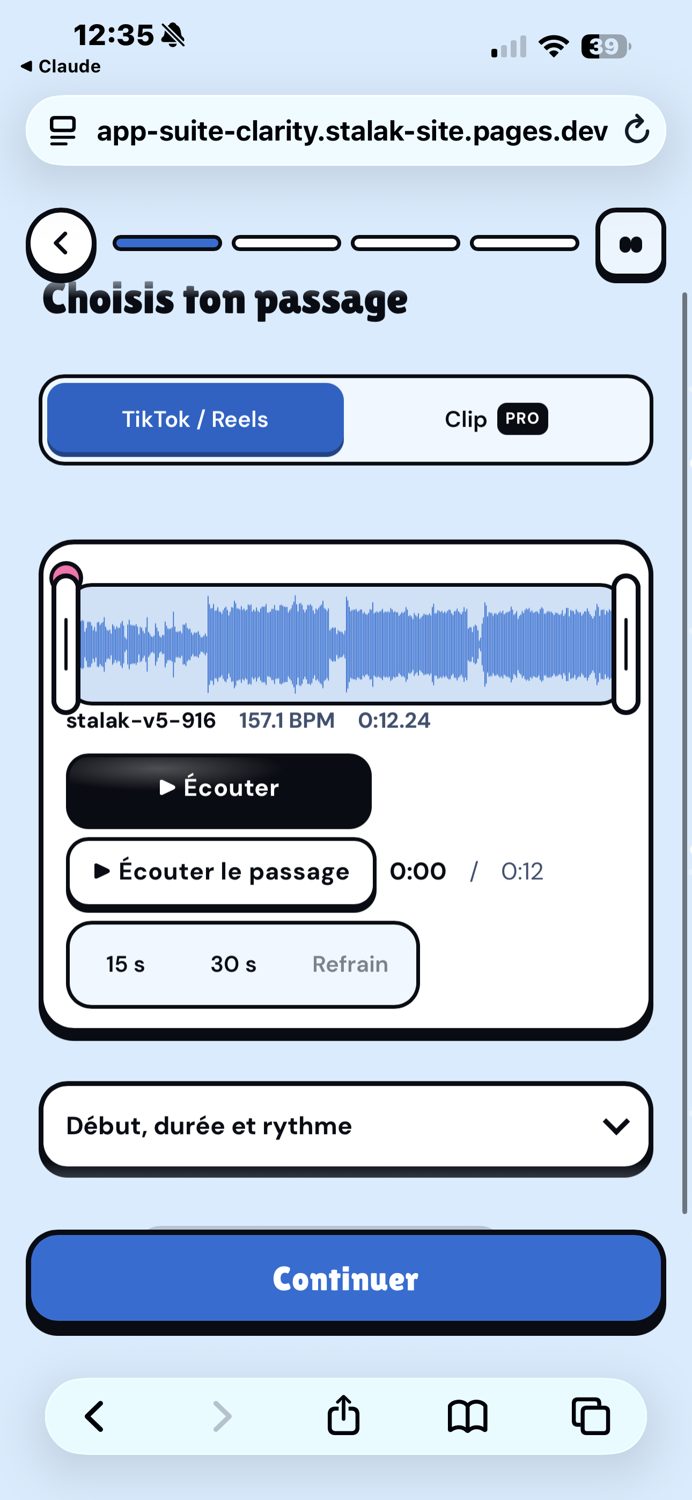 12:35
39
Claude
app-suite-clarity.stalak-site.pages.dev
Choisis ton passage
TikTok / Reels
Clip PRO
stalak-v5-916 157.1 BPM 0:12.24
Écouter
Écouter le passage 0:00 / 0:12
15 s 30 s Refrain
Début, durée et rythme
Continuer